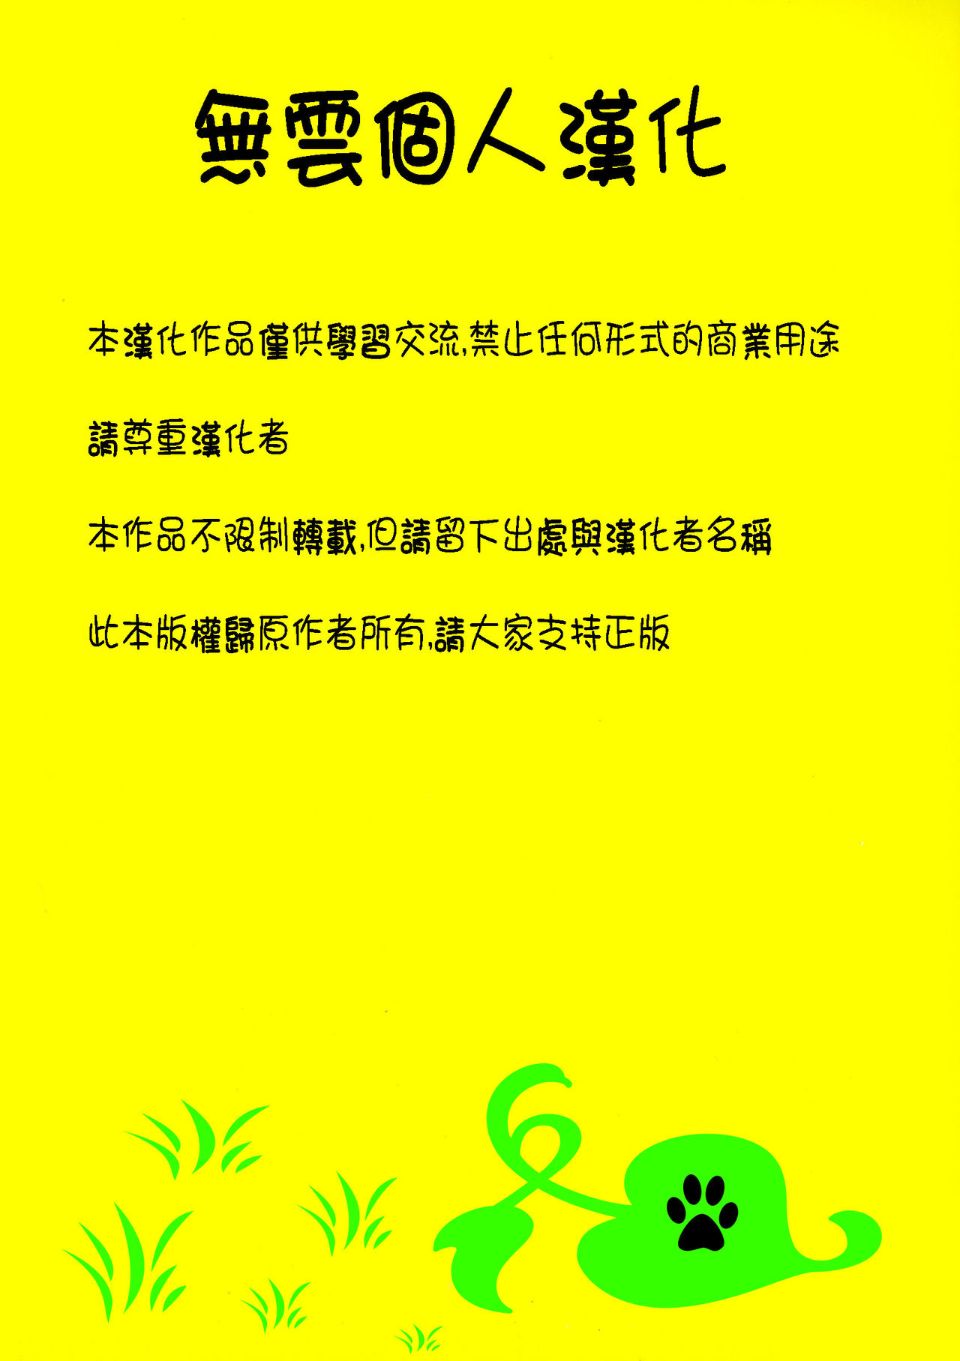 無雲個人漢化
本漢化作品僅供學習交流,禁止任何形式的商業用途
請尊重漢化者
本作品不限制轉載,但請留下出處與漢化者名稱
此本版權歸原作者所有,請大家支持正版